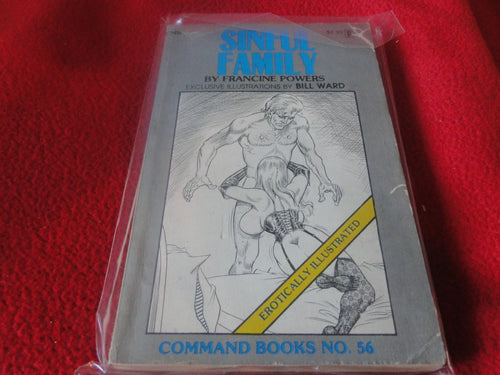 SINFUL
FAMILY
BY FRANCINE POWERS
EXCLUSIVE ILLUSTRATIONS BY BILL WARD
EROTICALLY ILLUSTRATED
COMMAND BOOKS NO. 56